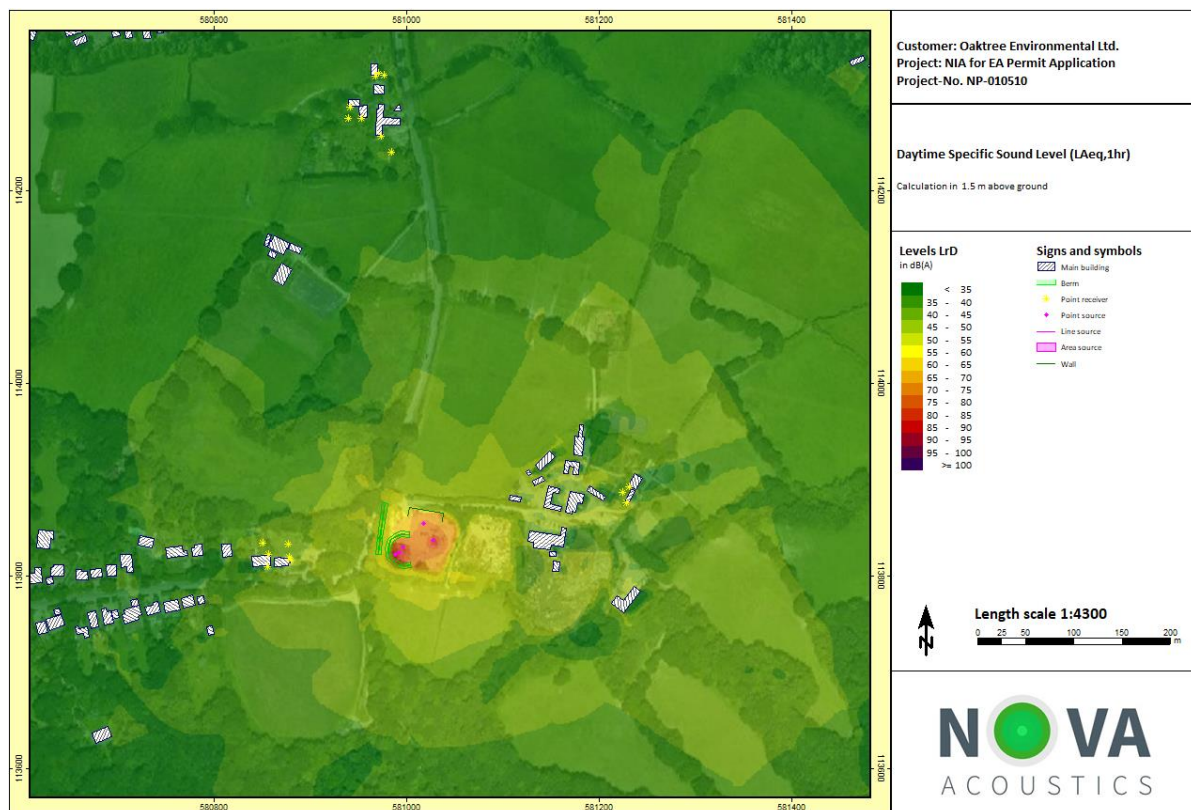 580800 581000 581200 581400
114200
114000
113800
113600
114200
114000
113800
113600
580800 581000 581200 581400
Customer: Oaktree Environmental Ltd.
Project: NIA for EA Permit Application
Project-No. NP-010510
Daytime Specific Sound Level (LAeq,1hr)
Calculation in 1.5 m above ground
Levels LrD
in dB(A)
< 35
35 - 40
40 - 45
45 - 50
50 - 55
55 - 60
60 - 65
65 - 70
70 - 75
75 - 80
80 - 85
85 - 90
90 - 95
95 - 100
>= 100
Signs and symbols
Main building
Berm
Point receiver
Point source
Line source
Area source
Wall
N
Length scale 1:4300
0 25 50 100 150 200
m
NOVA
ACOUSTICS